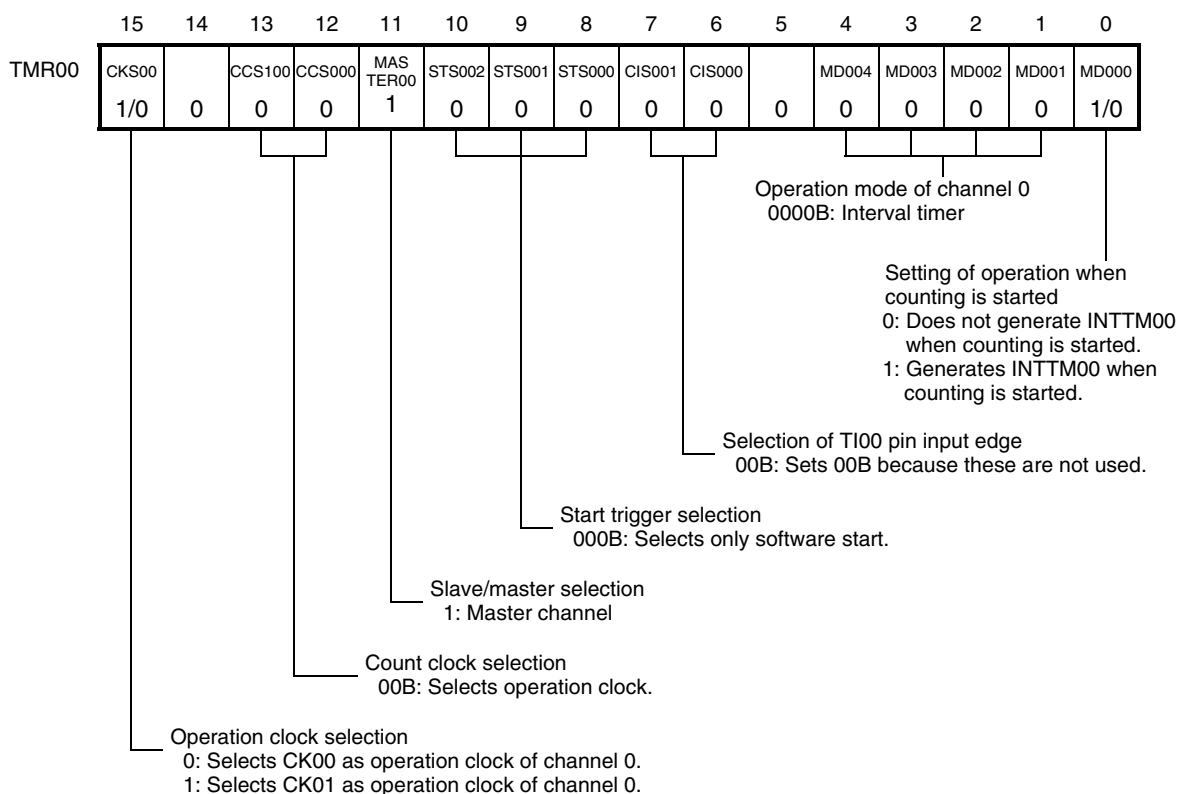 15 14 13 12 11 10 9 8 7 6 5 4 3 2 1 0
TMR00 CKS00 CCS100 CCS000 MAS TER00 STS002 STS001 STS000 CIS001 CIS000 MD004 MD003 MD002 MD001 MD000
1/0 0 0 0 1 0 0 0 0 0 0 0 0 0 0 1/0
Operation mode of channel 0
0000B: Interval timer
Setting of operation when
counting is started
0: Does not generate INTTM00
when counting is started.
1: Generates INTTM00 when
counting is started.
Selection of TI00 pin input edge
00B: Sets 00B because these are not used.
Start trigger selection
000B: Selects only software start.
Slave/master selection
1: Master channel
Count clock selection
00B: Selects operation clock.
Operation clock selection
0: Selects CK00 as operation clock of channel 0.
1: Selects CK01 as operation clock of channel 0.